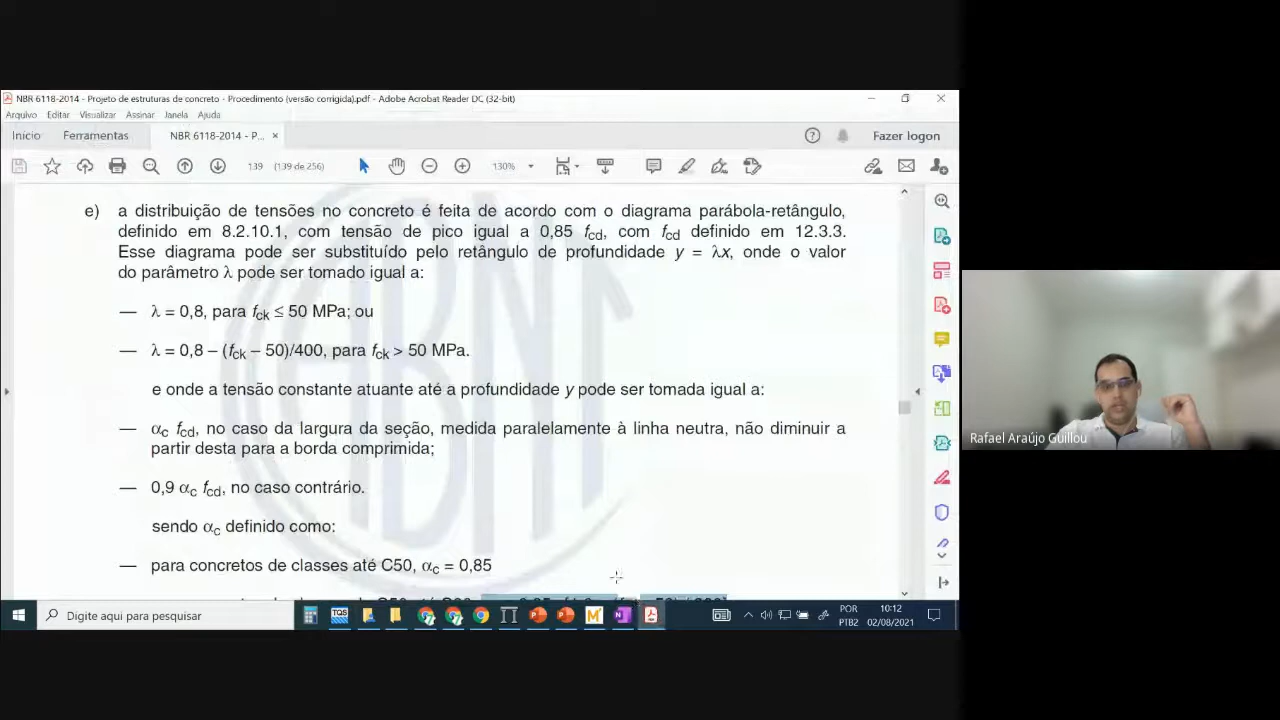 NBR 6118-2014 - Projeto de estruturas de concreto - Procedimento (versão corrigida).pdf - Adobe Acrobat Reader DC (32-bit)
Arquivo Editar Visualizar Assinar Janela Ajuda
Início Ferramentas NBR 6118-2014 - P... × Fazer logon
139 (139 de 256) 130%
e) a distribuição de tensões no concreto é feita de acordo com o diagrama parábola-retângulo,
definido em 8.2.10.1, com tensão de pico igual a 0,85 fcd, com fcd definido em 12.3.3.
Esse diagrama pode ser substituído pelo retângulo de profundidade y = λx, onde o valor
do parâmetro λ pode ser tomado igual a:
— λ = 0,8, para fck ≤ 50 MPa; ou
— λ = 0,8 – (fck – 50)/400, para fck > 50 MPa.
e onde a tensão constante atuante até a profundidade y pode ser tomada igual a:
— αc fcd, no caso da largura da seção, medida paralelamente à linha neutra, não diminuir a
partir desta para a borda comprimida;
— 0,9 αc fcd, no caso contrário.
sendo αc definido como:
— para concretos de classes até C50, αc = 0,85
ABNT
Rafael Araújo Guillou
Digite aqui para pesquisar
TQS
POR
PTB2
10:12
02/08/2021